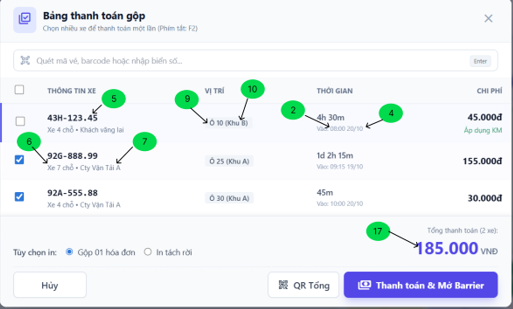 Bảng thanh toán gộp
Chọn nhiều xe để thanh toán một lần (Phím tắt: F2)
Quét mã vé, barcode hoặc nhập biển số...
Enter
THÔNG TIN XE VỊ TRÍ THỜI GIAN CHI PHÍ
5 9 10 2 4
43H-123.45 Ô 10 (Khu B) 4h 30m 45.000đ
Xe 4 chỗ • Khách vãng lai Vào: 08:00 20/10 Áp dụng KM
6 7
92G-888.99 Ô 25 (Khu A) 1d 2h 15m 155.000đ
Xe 7 chỗ • Cty Vận Tải A Vào: 09:15 19/10
92A-555.88 Ô 30 (Khu A) 45m 30.000đ
Xe 4 chỗ • Cty Vận Tải A Vào: 10:00 20/10
17
Tổng thanh toán (2 xe):
Tùy chọn in: Gộp 01 hóa đơn In tách rời 185.000 VNĐ
Hủy QR Tổng Thanh toán & Mở Barrier